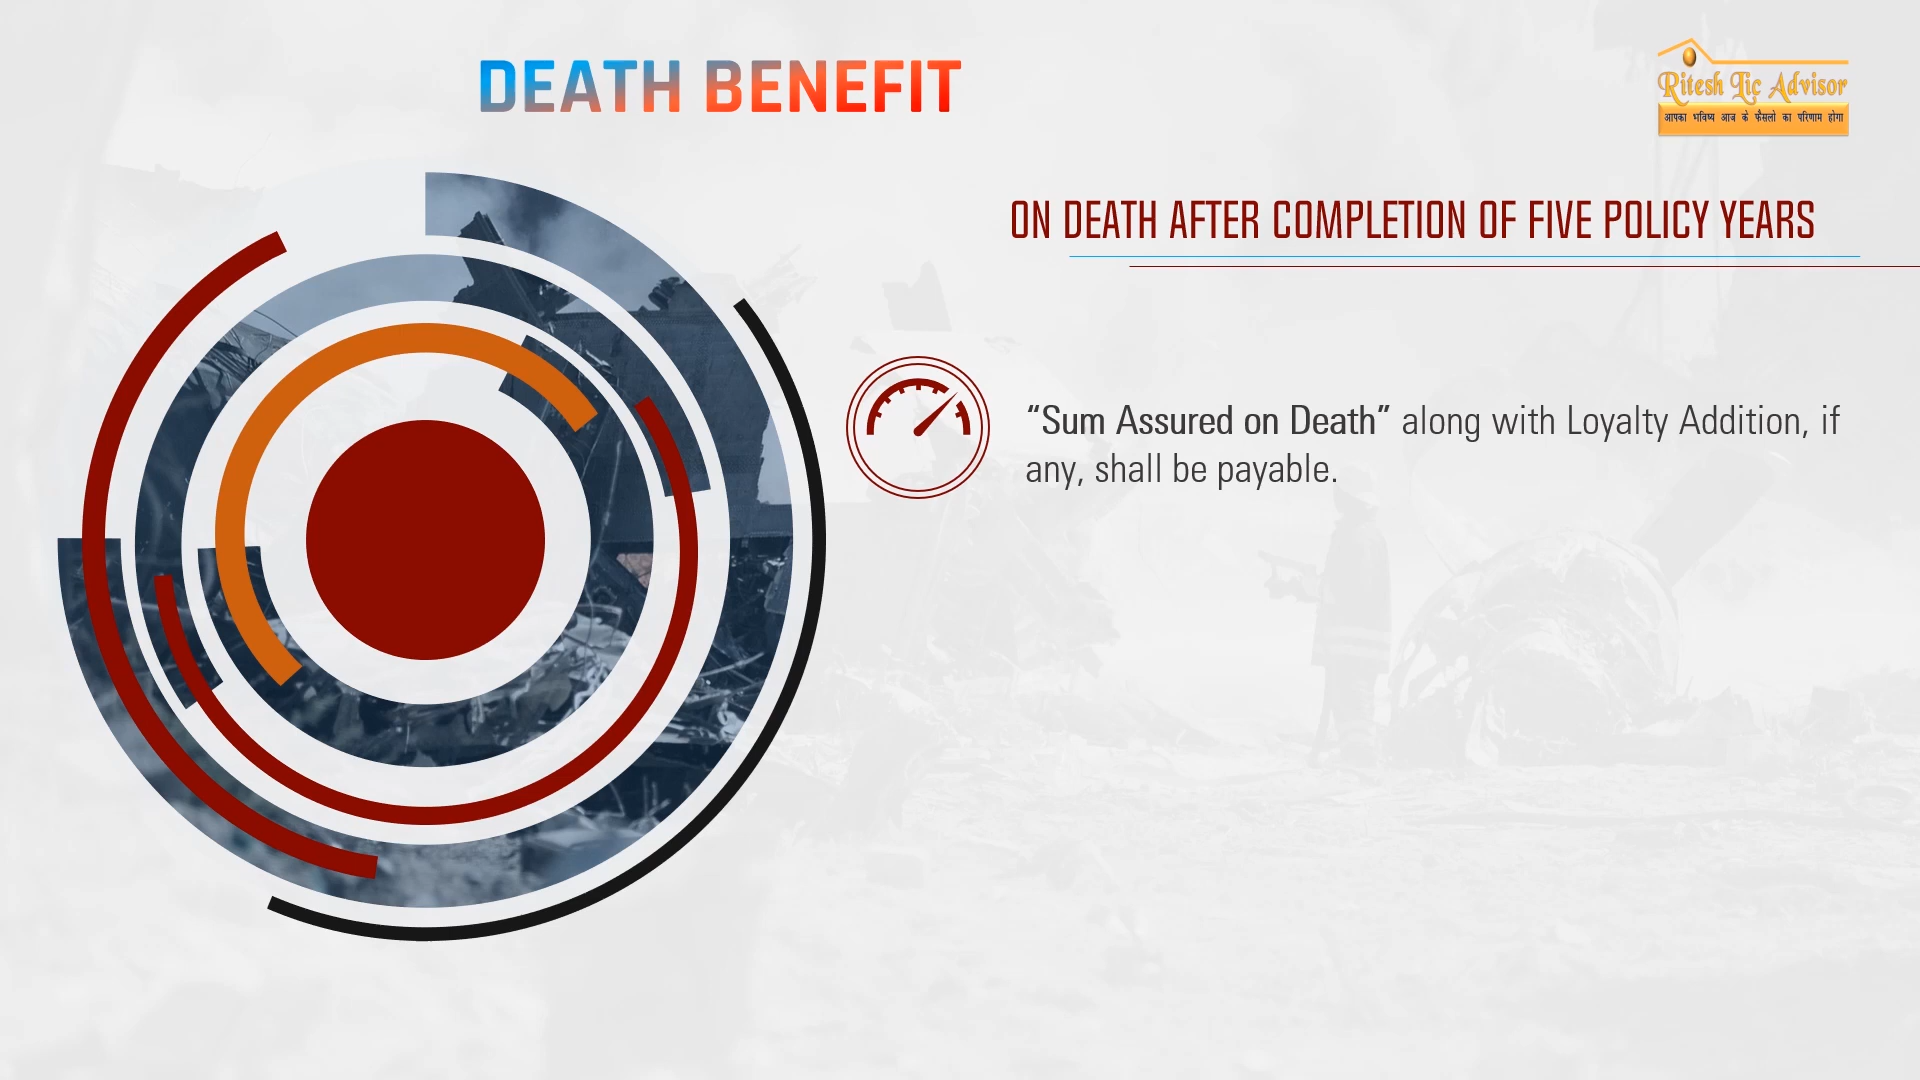 DEATH BENEFIT
Ritesh Lic Advisor
आपका भविष्य आज के फैसलो का परिणाम होगा
ON DEATH AFTER COMPLETION OF FIVE POLICY YEARS
“Sum Assured on Death” along with Loyalty Addition, if
any, shall be payable.